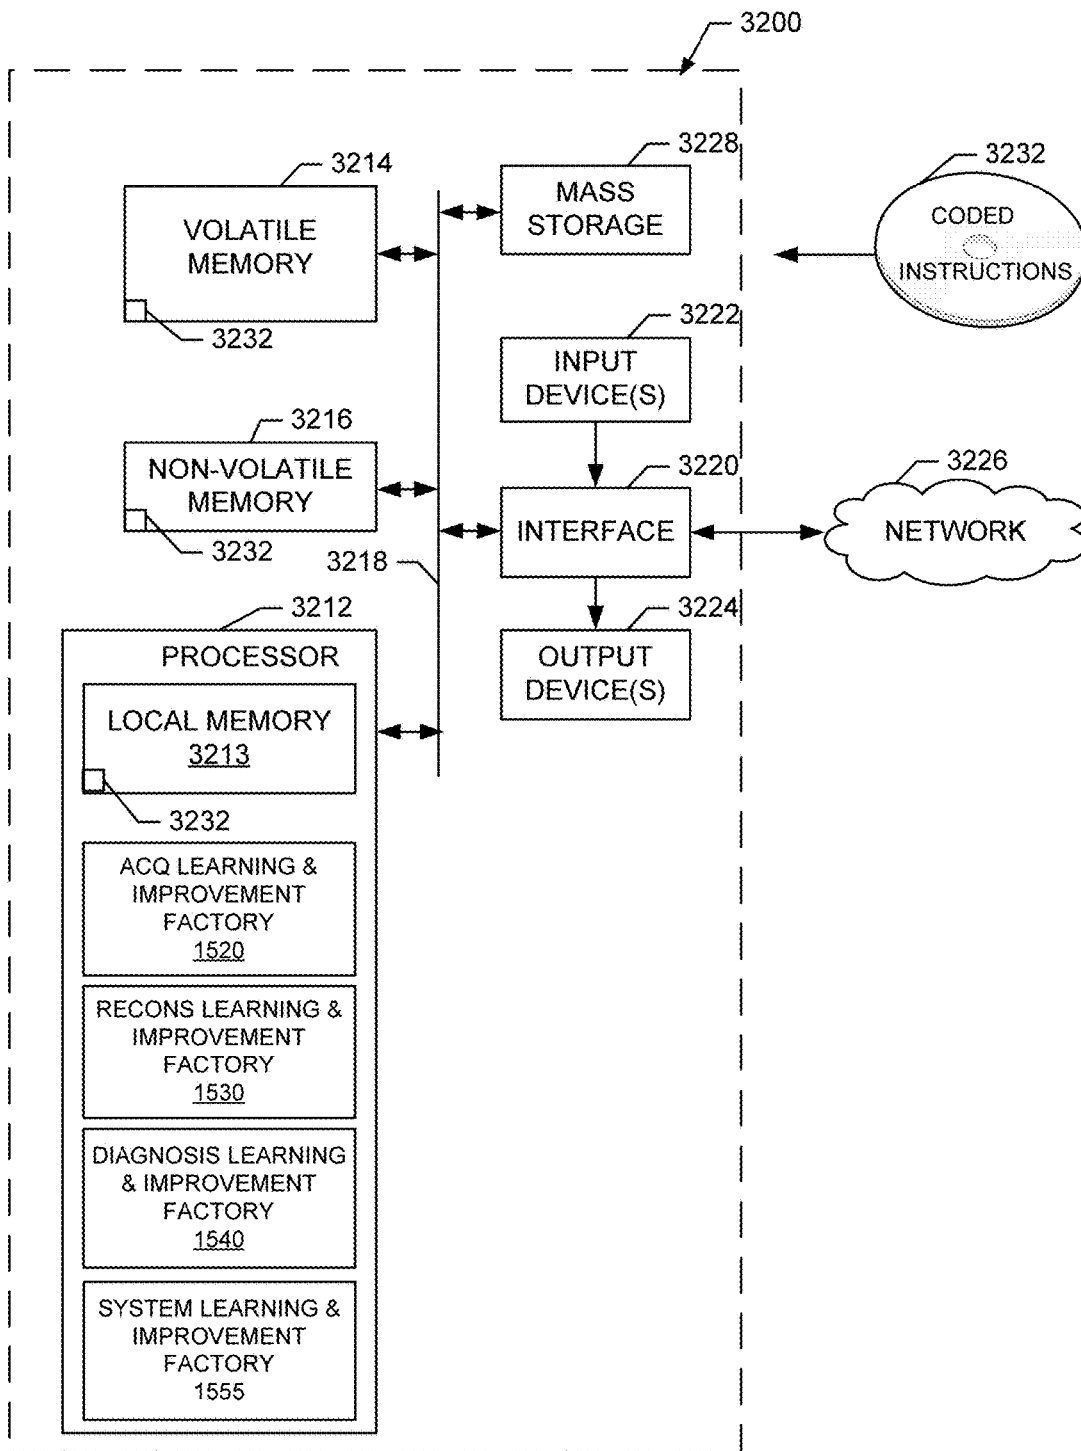 3200
3214
VOLATILE
MEMORY
3232
3228
MASS
STORAGE
3232
CODED
INSTRUCTIONS
3222
INPUT
DEVICE(S)
3216
NON-VOLATILE
MEMORY
3232
3218
3220
INTERFACE
3226
NETWORK
3224
OUTPUT
DEVICE(S)
3212
PROCESSOR
LOCAL MEMORY
3213
3232
ACQ LEARNING &
IMPROVEMENT
FACTORY
1520
RECONS LEARNING &
IMPROVEMENT
FACTORY
1530
DIAGNOSIS LEARNING
& IMPROVEMENT
FACTORY
1540
SYSTEM LEARNING &
IMPROVEMENT
FACTORY
1555